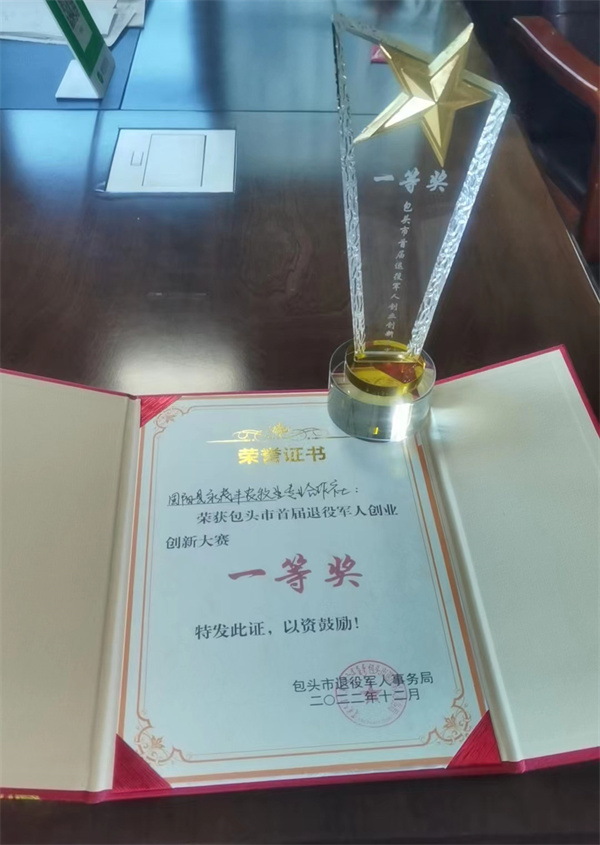 一等奖
包头市首届退役军人创业创新
荣誉证书
固阳县永茂丰农牧业专业合作社：
荣获包头市首届退役军人创业
创新大赛
一等奖
特发此证，以资鼓励！
包头市退役军人事务局
二〇二二年十二月